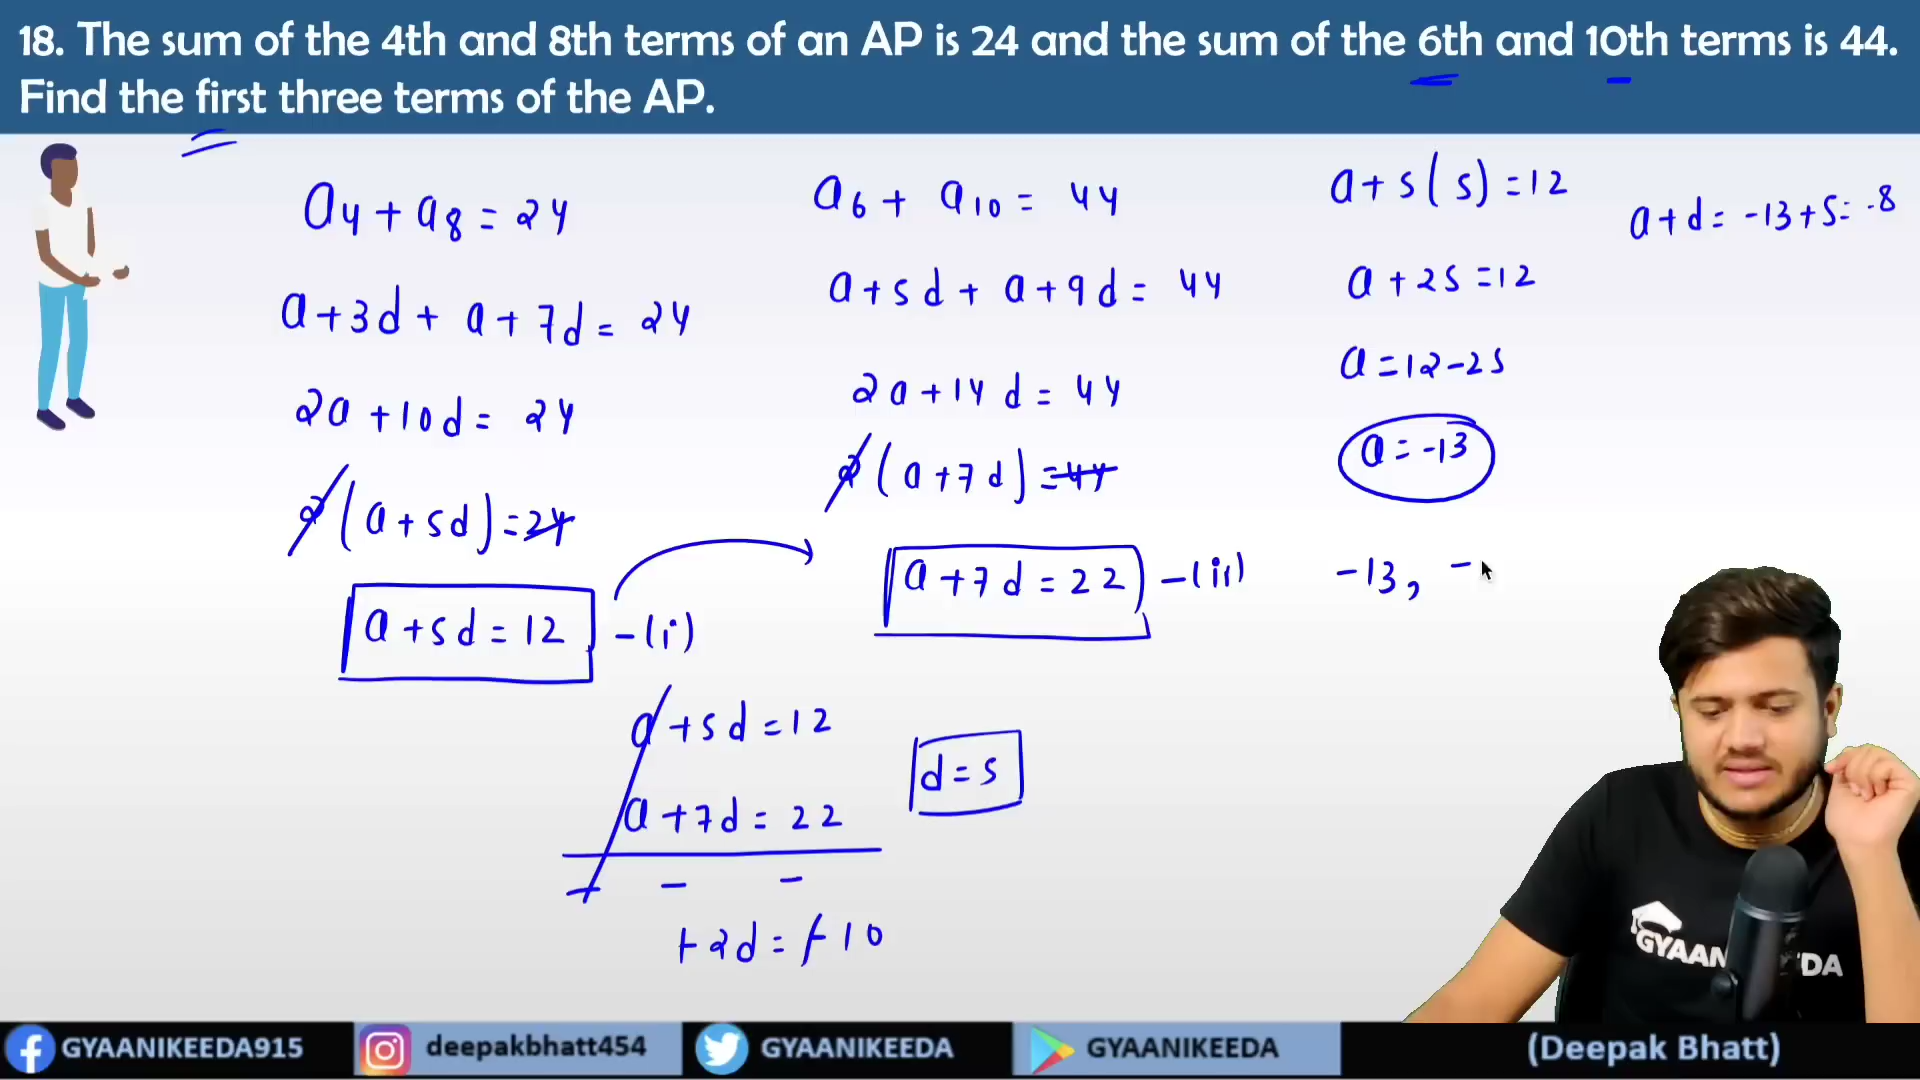 18. The sum of the 4th and 8th terms of an AP is 24 and the sum of the 6th and 10th terms is 44.
Find the first three terms of the AP.
a4 + a8 = 24
a+3d + a+7d = 24
2a +10d = 24
2(a+5d) = 24
a+5d = 12 -(i)
a6 + a10 = 44
a+5d + a+9d = 44
2a+14d = 44
2(a+7d) = 44
a+7d = 22 -(ii)
a+5d = 12
a+7d = 22
- - -
-2d = -10
d = 5
a+5(5) = 12
a+25 = 12
a = 12-25
a = -13
-13, -
a+d = -13+5 = -8
GYAANI
DA
GYAANIKEEDA915
deepakbhatt454
GYAANIKEEDA
GYAANIKEEDA
(Deepak Bhatt)